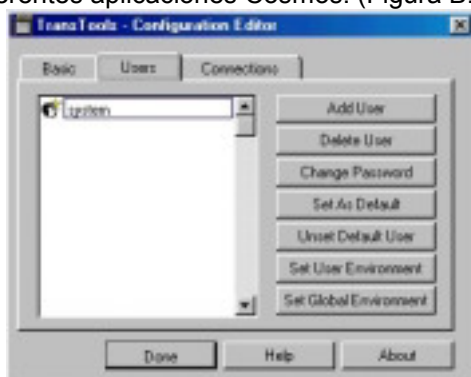 erentes aplicaciones Cosmos. (Figura B.
TransTools - Configuration Editor
Basic Users Connections
system
Add User
Delete User
Change Password
Set As Default
Unset Default User
Set User Environment
Set Global Environment
Done Help About